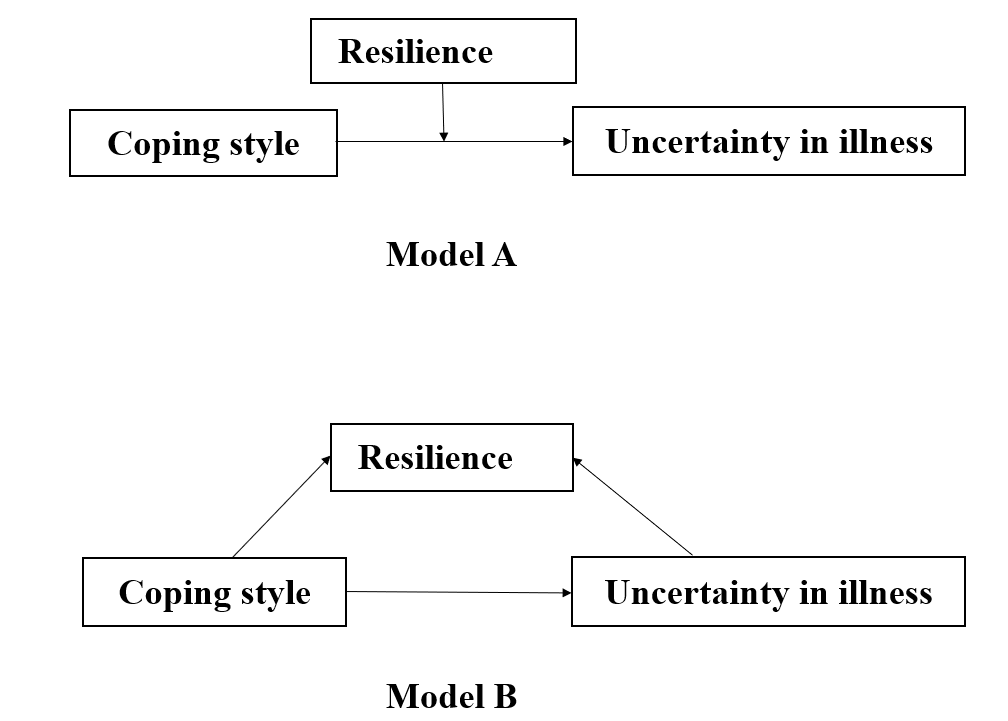 Resilience
Coping style
Uncertainty in illness
Model A
Resilience
Coping style
Uncertainty in illness
Model B